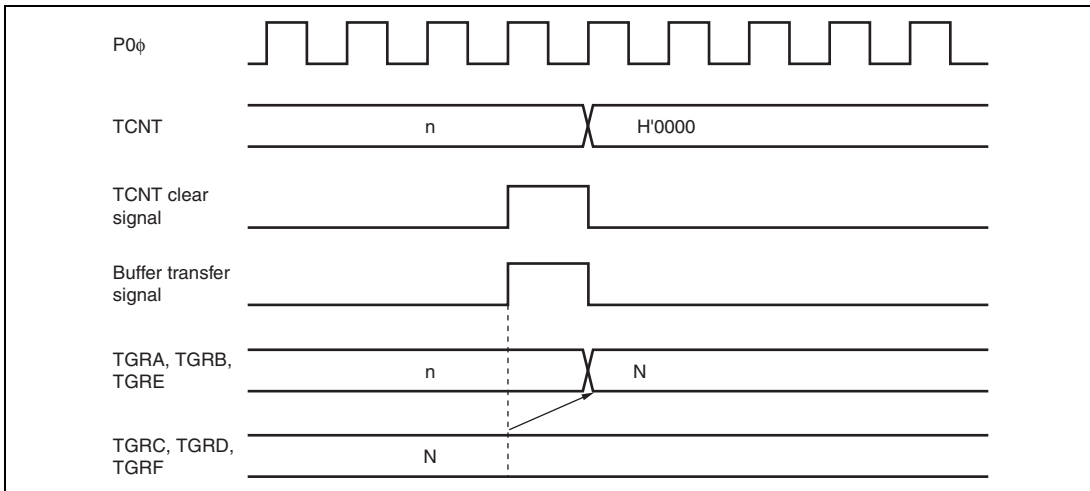 P0ϕ
TCNT
n
H'0000
TCNT clear
signal
Buffer transfer
signal
TGRA, TGRB,
TGRE
n
N
TGRC, TGRD,
TGRF
N